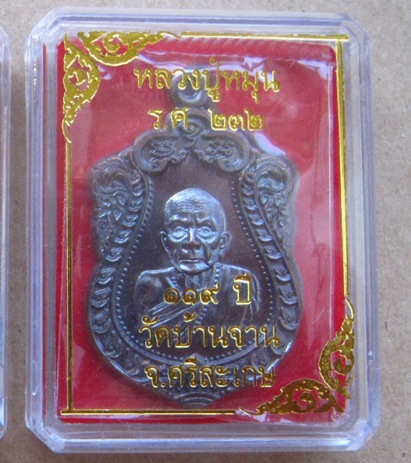 หลวงปู่หมุน
ร.ศ. ๒๓๒
๑๑๙ ปี
วัดบ้านจาน
จ.ศรีสะเกษ